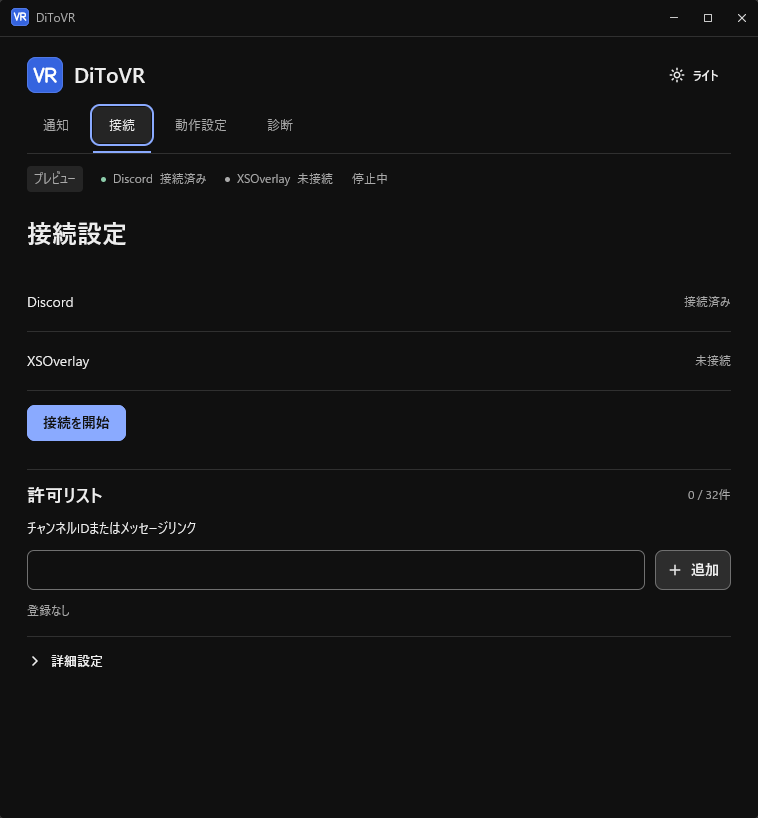 VR DiToVR
VR DiToVR ライト
通知 接続 動作設定 診断
プレビュー Discord 接続済み XSOverlay 未接続 停止中
接続設定
Discord 接続済み
XSOverlay 未接続
接続を開始
許可リスト 0 / 32件
チャンネルIDまたはメッセージリンク
追加
登録なし
詳細設定